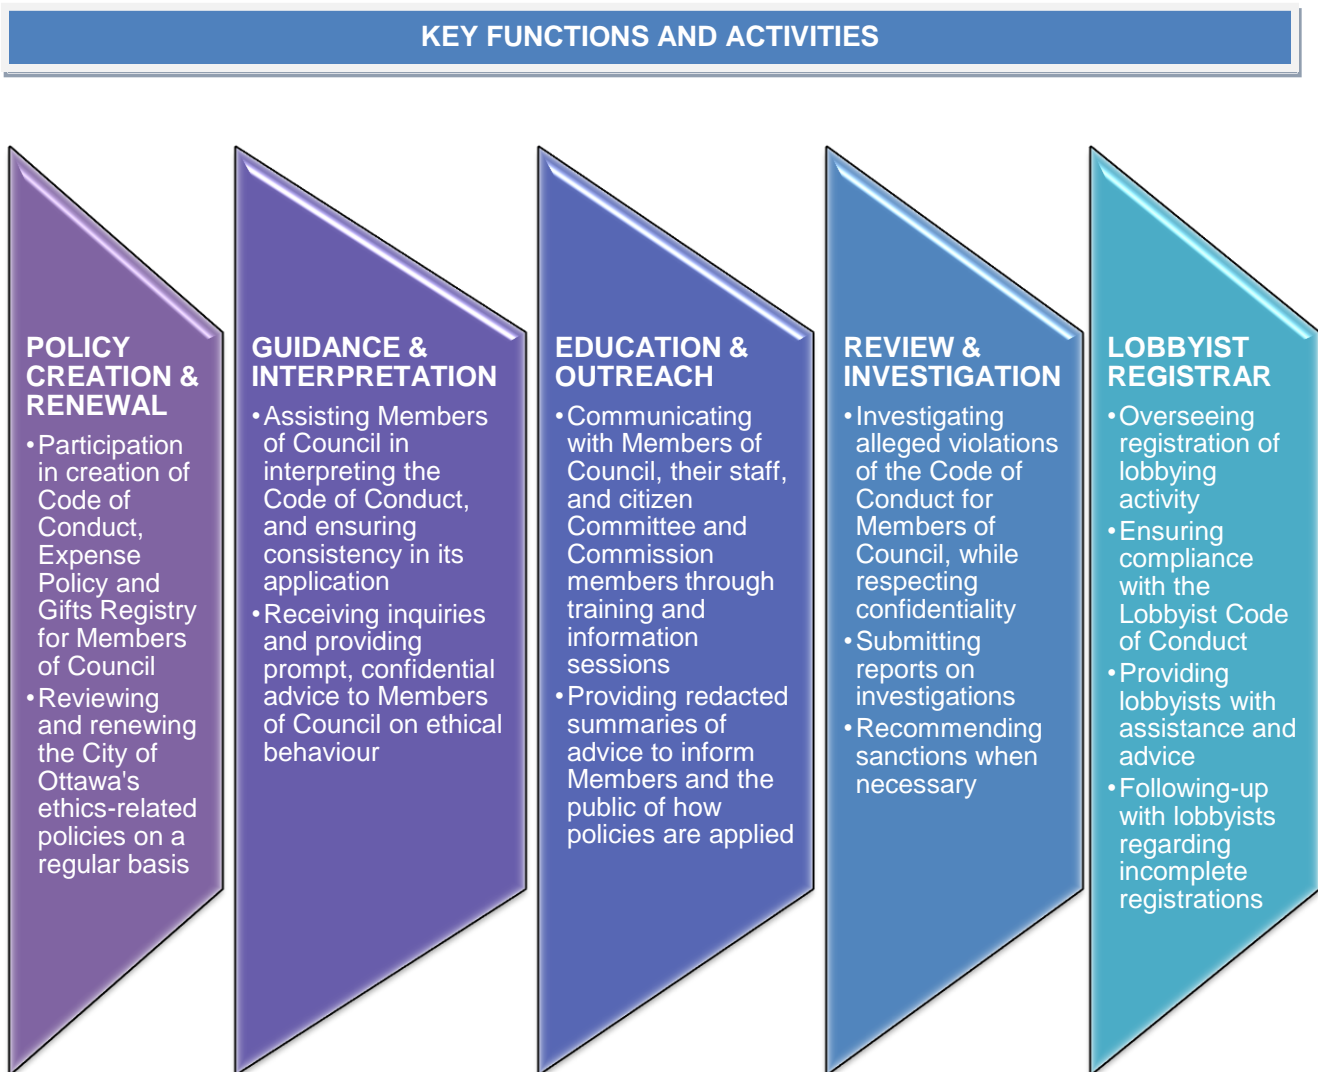 KEY FUNCTIONS AND ACTIVITIES
POLICY
CREATION &
RENEWAL
•Participation
in creation of
Code of
Conduct,
Expense
Policy and
Gifts Registry
for Members
of Council
•Reviewing
and renewing
the City of
Ottawa's
ethics-related
policies on a
regular basis
GUIDANCE &
INTERPRETATION
•Assisting Members
of Council in
interpreting the
Code of Conduct,
and ensuring
consistency in its
application
•Receiving inquiries
and providing
prompt, confidential
advice to Members
of Council on ethical
behaviour
EDUCATION &
OUTREACH
•Communicating
with Members of
Council, their staff,
and citizen
Committee and
Commission
members through
training and
information
sessions
•Providing redacted
summaries of
advice to inform
Members and the
public of how
policies are applied
REVIEW &
INVESTIGATION
•Investigating
alleged violations
of the Code of
Conduct for
Members of
Council, while
respecting
confidentiality
•Submitting
reports on
investigations
•Recommending
sanctions when
necessary
LOBBYIST
REGISTRAR
•Overseeing
registration of
lobbying
activity
•Ensuring
compliance
with the
Lobbyist Code
of Conduct
•Providing
lobbyists with
assistance and
advice
•Following-up
with lobbyists
regarding
incomplete
registrations